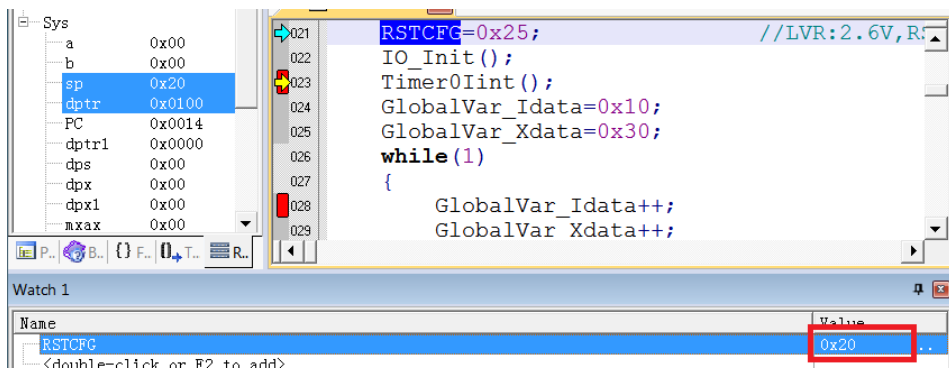 Sys
a 0x00
b 0x00
sp 0x20
dptr 0x0100
PC 0x0014
dptr1 0x0000
dps 0x00
dpx 0x00
dpx1 0x00
mxax 0x00
P.. B.. {} F.. 0 T.. R..
021 RSTCFG=0x25; //LVR:2.6V,RS
022 IO_Init();
023 Timer0Iint();
024 GlobalVar_Idata=0x10;
025 GlobalVar_Xdata=0x30;
026 while(1)
027 {
028 GlobalVar_Idata++;
029 GlobalVar_Xdata++;
Watch 1
Name Value
RSTCFG 0x20 ..
<double-click or F2 to add>